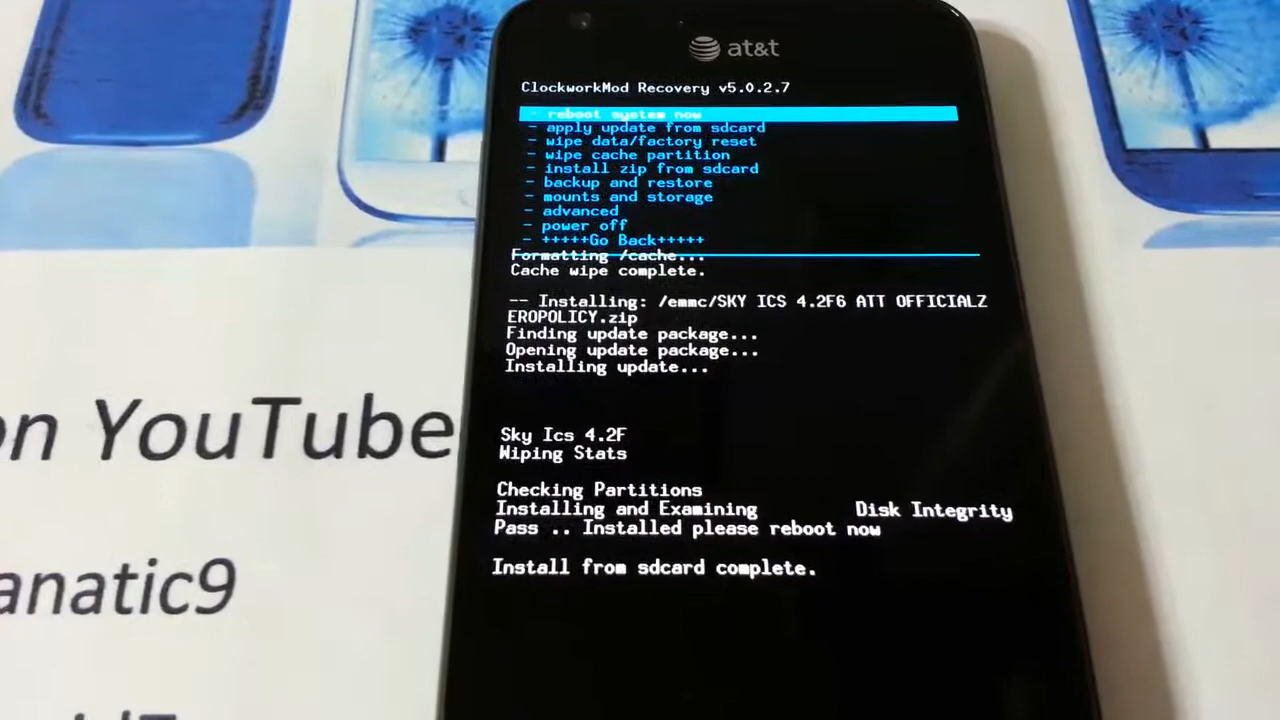 at&t
ClockworkMod Recovery v5.0.2.7
- reboot system now
- apply update from sdcard
- wipe data/factory reset
- wipe cache partition
- install zip from sdcard
- backup and restore
- mounts and storage
- advanced
- power off
- +++++Go Back+++++
Formatting /cache...
Cache wipe complete.
-- Installing: /emmc/SKY ICS 4.2F6 ATT OFFICIALZ
EROPOLICY.zip
Finding update package...
Opening update package...
Installing update...
Sky Ics 4.2F
Wiping Stats
Checking Partitions
Installing and Examining Disk Integrity
Pass .. Installed please reboot now
Install from sdcard complete.
on YouTube
anatic9